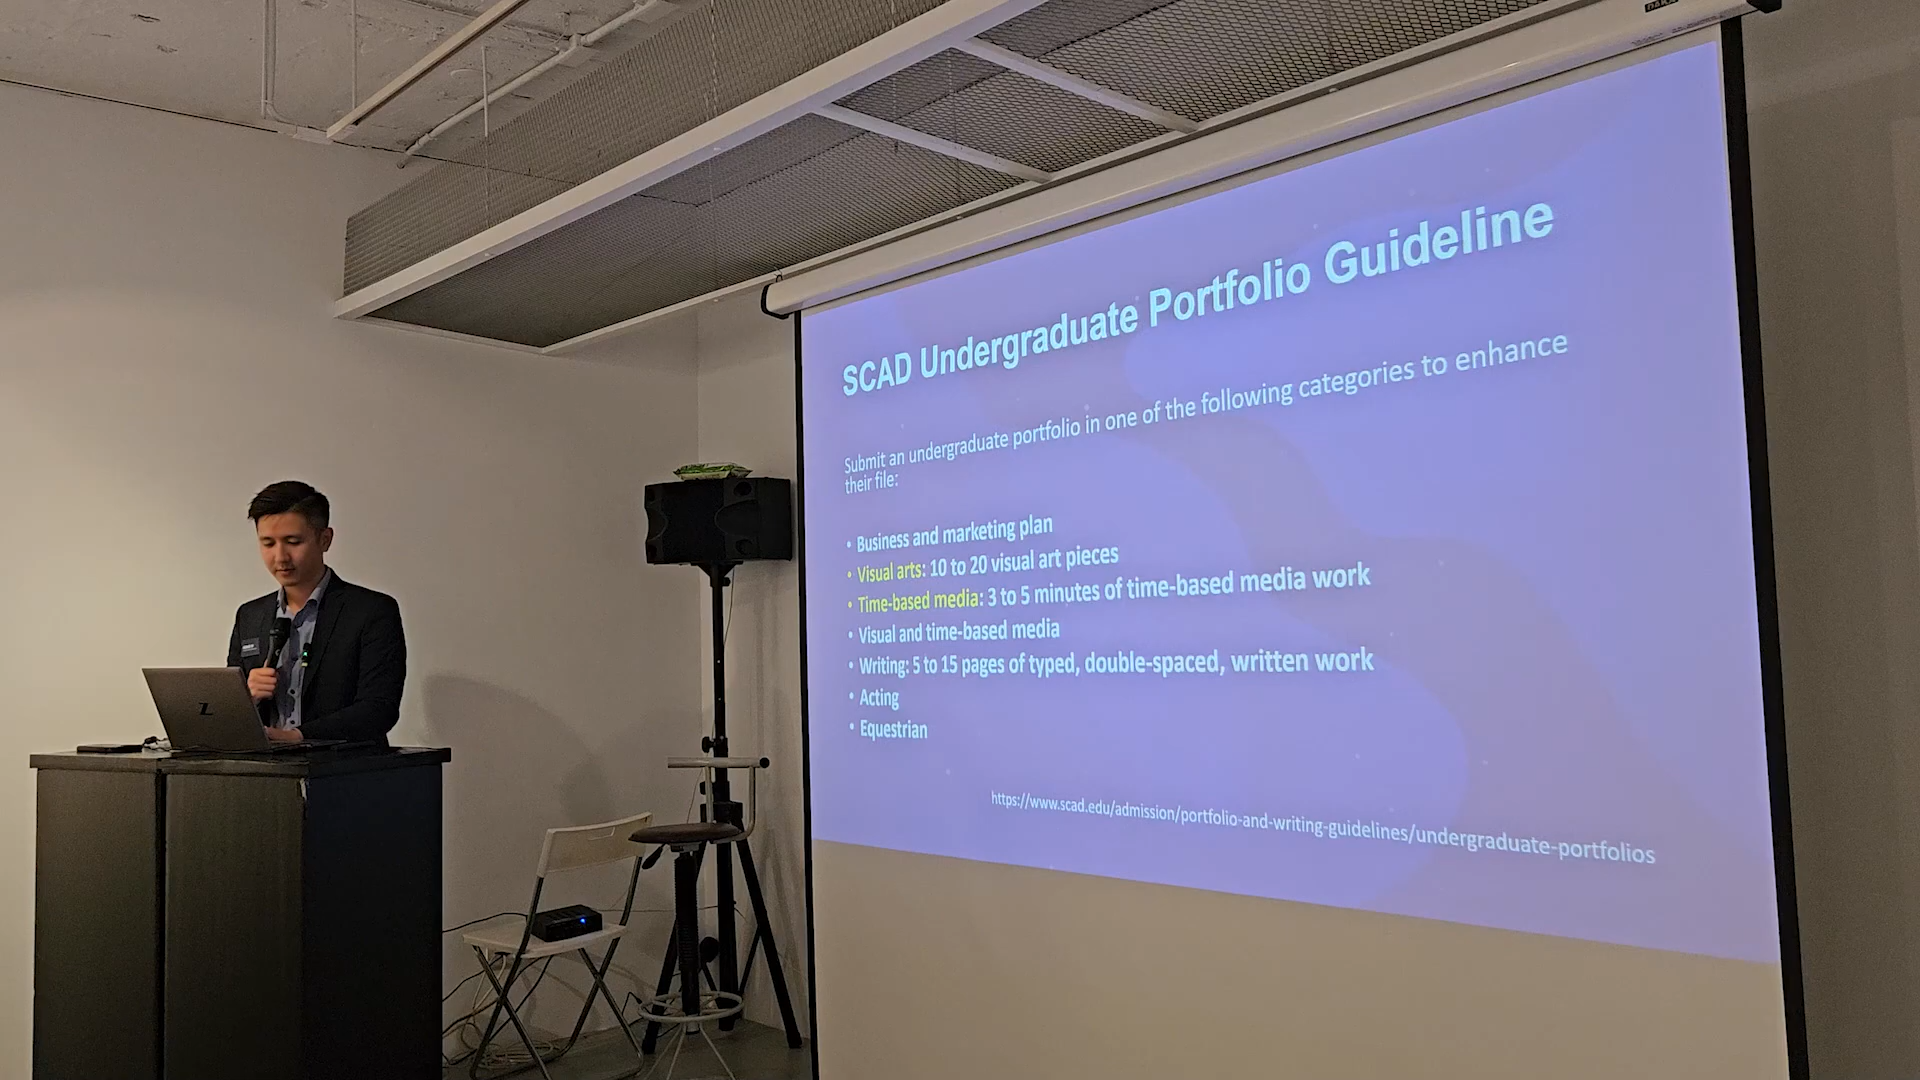 SCAD Undergraduate Portfolio Guideline
Submit an undergraduate portfolio in one of the following categories to enhance
their file:
• Business and marketing plan
• Visual arts: 10 to 20 visual art pieces
• Time-based media: 3 to 5 minutes of time-based media work
• Visual and time-based media
• Writing: 5 to 15 pages of typed, double-spaced, written work
• Acting
• Equestrian
https://www.scad.edu/admission/portfolio-and-writing-guidelines/undergraduate-portfolios